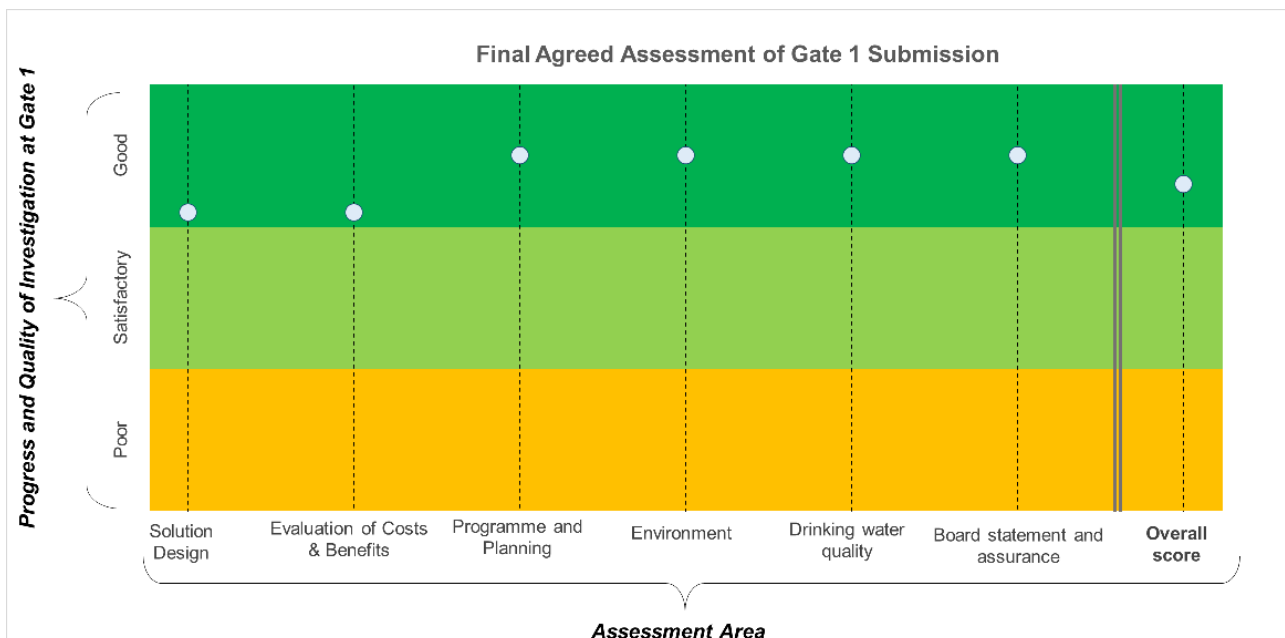 Final Agreed Assessment of Gate 1 Submission
Progress and Quality of Investigation at Gate 1
Good
Satisfactory
Poor
Solution
Design
Evaluation of Costs
& Benefits
Programme and
Planning
Environment
Drinking water
quality
Board statement and
assurance
Overall
score
Assessment Area